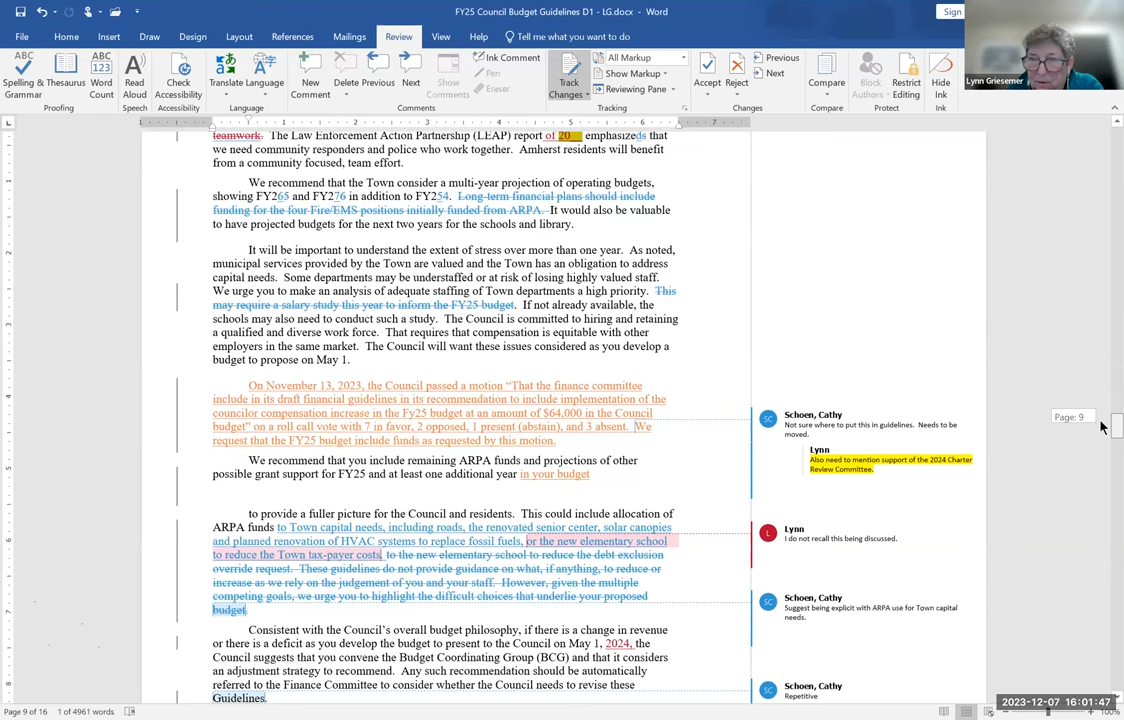 FY25 Council Budget Guidelines D1 - LG.docx - Word
Sign
File Home Insert Draw Design Layout References Mailings Review View Help Tell me what you want to do
Spelling & Grammar
Thesaurus
Word Count
Read Aloud
Check Accessibility
Translate
Language
New Comment
Delete
Previous
Next
Show Comments
Ink Comment
Pen
Eraser
Track Changes
All Markup
Show Markup
Reviewing Pane
Accept
Reject
Previous
Next
Compare
Block Authors
Restrict Editing
Hide Ink
Proofing Speech Accessibility Language Comments Tracking Changes Compare Protect Ink
Lynn Griesemer
teamwork. The Law Enforcement Action Partnership (LEAP) report of 20__ emphasizeds that
we need community responders and police who work together. Amherst residents will benefit
from a community focused, team effort.
We recommend that the Town consider a multi-year projection of operating budgets,
showing FY265 and FY276 in addition to FY254. Long-term financial plans should include
funding for the four Fire/EMS positions initially funded from ARPA. It would also be valuable
to have projected budgets for the next two years for the schools and library.
It will be important to understand the extent of stress over more than one year. As noted,
municipal services provided by the Town are valued and the Town has an obligation to address
capital needs. Some departments may be understaffed or at risk of losing highly valued staff.
We urge you to make an analysis of adequate staffing of Town departments a high priority. This
may require a salary study this year to inform the FY25 budget. If not already available, the
schools may also need to conduct such a study. The Council is committed to hiring and retaining
a qualified and diverse work force. That requires that compensation is equitable with other
employers in the same market. The Council will want these issues considered as you develop a
budget to propose on May 1.
On November 13, 2023, the Council passed a motion “That the finance committee
include in its draft financial guidelines in its recommendation to include implementation of the
councilor compensation increase in the Fy25 budget at an amount of $64,000 in the Council
budget” on a roll call vote with 7 in favor, 2 opposed, 1 present (abstain), and 3 absent. We
request that the FY25 budget include funds as requested by this motion.
We recommend that you include remaining ARPA funds and projections of other
possible grant support for FY25 and at least one additional year in your budget
to provide a fuller picture for the Council and residents. This could include allocation of
ARPA funds to Town capital needs, including roads, the renovated senior center, solar canopies
and planned renovation of HVAC systems to replace fossil fuels, or the new elementary school
to reduce the Town tax-payer costs. to the new elementary school to reduce the debt exclusion
override request. These guidelines do not provide guidance on what, if anything, to reduce or
increase as we rely on the judgement of you and your staff. However, given the multiple
competing goals, we urge you to highlight the difficult choices that underlie your proposed
budget.
Consistent with the Council’s overall budget philosophy, if there is a change in revenue
or there is a deficit as you develop the budget to present to the Council on May 1, 2024, the
Council suggests that you convene the Budget Coordinating Group (BCG) and that it considers
an adjustment strategy to recommend. Any such recommendation should be automatically
referred to the Finance Committee to consider whether the Council needs to revise these
Guidelines.
SC Schoen, Cathy
Not sure where to put this in guidelines. Needs to be
moved.
Lynn
Also need to mention support of the 2024 Charter
Review Committee.
L Lynn
I do not recall this being discussed.
SC Schoen, Cathy
Suggest being explicit with ARPA use for Town capital
needs.
SC Schoen, Cathy
Repetitive
Page: 9
Page 9 of 16 1 of 4961 words
2023-12-07 16:01:47
100%